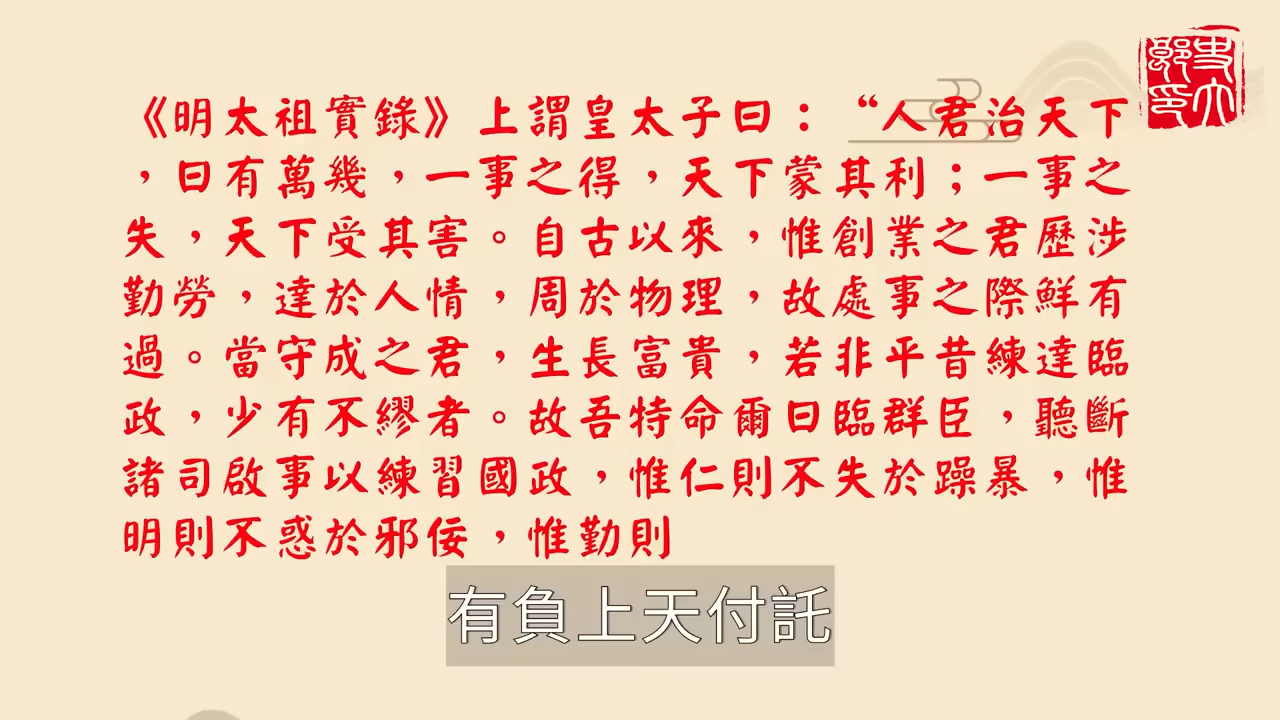 《明太祖實錄》上謂皇太子曰：“人君治天下
，日有萬幾，一事之得，天下蒙其利；一事之
失，天下受其害。自古以來，惟創業之君歷涉
勤勞，達於人情，周於物理，故處事之際鮮有
過。當守成之君，生長富貴，若非平昔練達臨
政，少有不繆者。故吾特命爾日臨群臣，聽斷
諸司啟事以練習國政，惟仁則不失於躁暴，惟
明則不惑於邪佞，惟勤則
有負上天付託